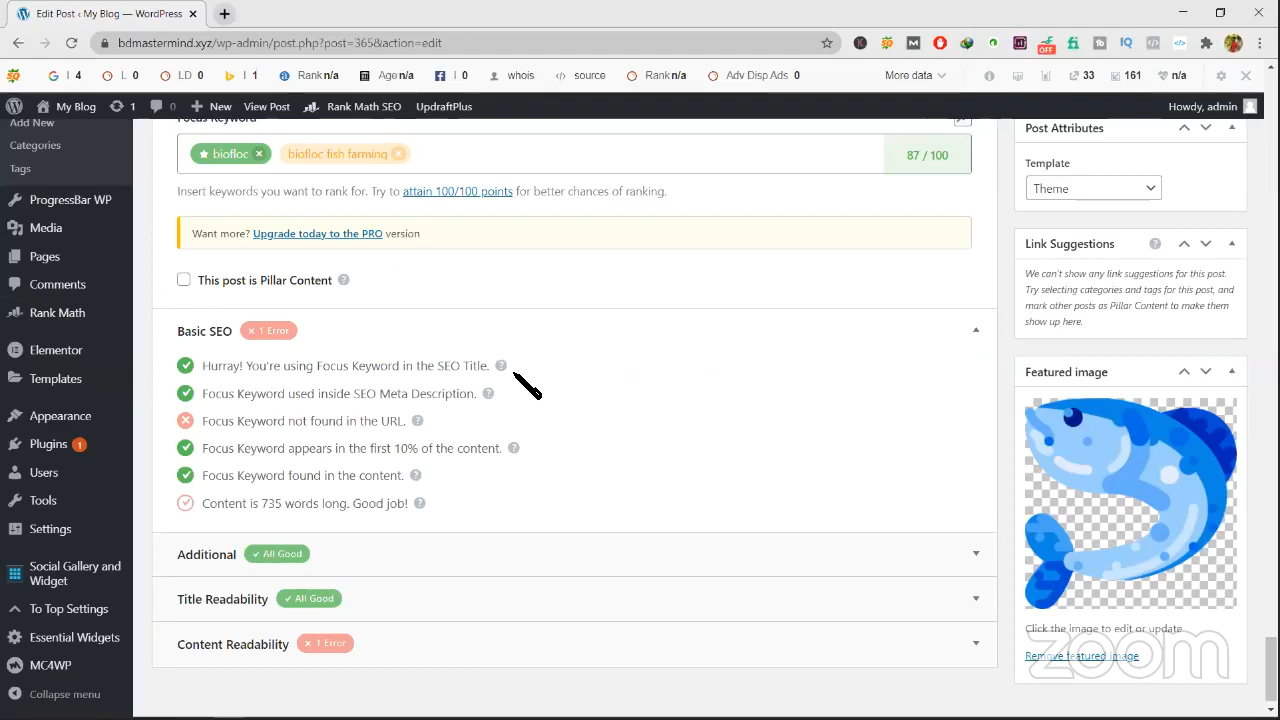 Edit Post ‹ My Blog — WordPress
bdmastermind.xyz/wp-admin/post.php?post=365&action=edit
OFF
I 4
L 0
LD 0
I 1
Rank n/a
Age n/a
I 0
whois
source
Rank n/a
Adv Disp Ads 0
More data
33
161
n/a
My Blog
1
New
View Post
Rank Math SEO
UpdraftPlus
Howdy, admin
Add New
Categories
Tags
ProgressBar WP
Media
Pages
Comments
Rank Math
Elementor
Templates
Appearance
Plugins 1
Users
Tools
Settings
Social Gallery and
Widget
To Top Settings
Essential Widgets
MC4WP
Collapse menu
Focus Keyword
biofloc
biofloc fish farming
87 / 100
Insert keywords you want to rank for. Try to attain 100/100 points for better chances of ranking.
Want more? Upgrade today to the PRO version
This post is Pillar Content
Basic SEO
× 1 Error
Hurray! You're using Focus Keyword in the SEO Title.
Focus Keyword used inside SEO Meta Description.
Focus Keyword not found in the URL.
Focus Keyword appears in the first 10% of the content.
Focus Keyword found in the content.
Content is 735 words long. Good job!
Additional
✓ All Good
Title Readability
✓ All Good
Content Readability
× 1 Error
Post Attributes
Template
Theme
Link Suggestions
We can't show any link suggestions for this post.
Try selecting categories and tags for this post, and
mark other posts as Pillar Content to make them
show up here.
Featured image
Click the image to edit or update
Remove featured image
zoom